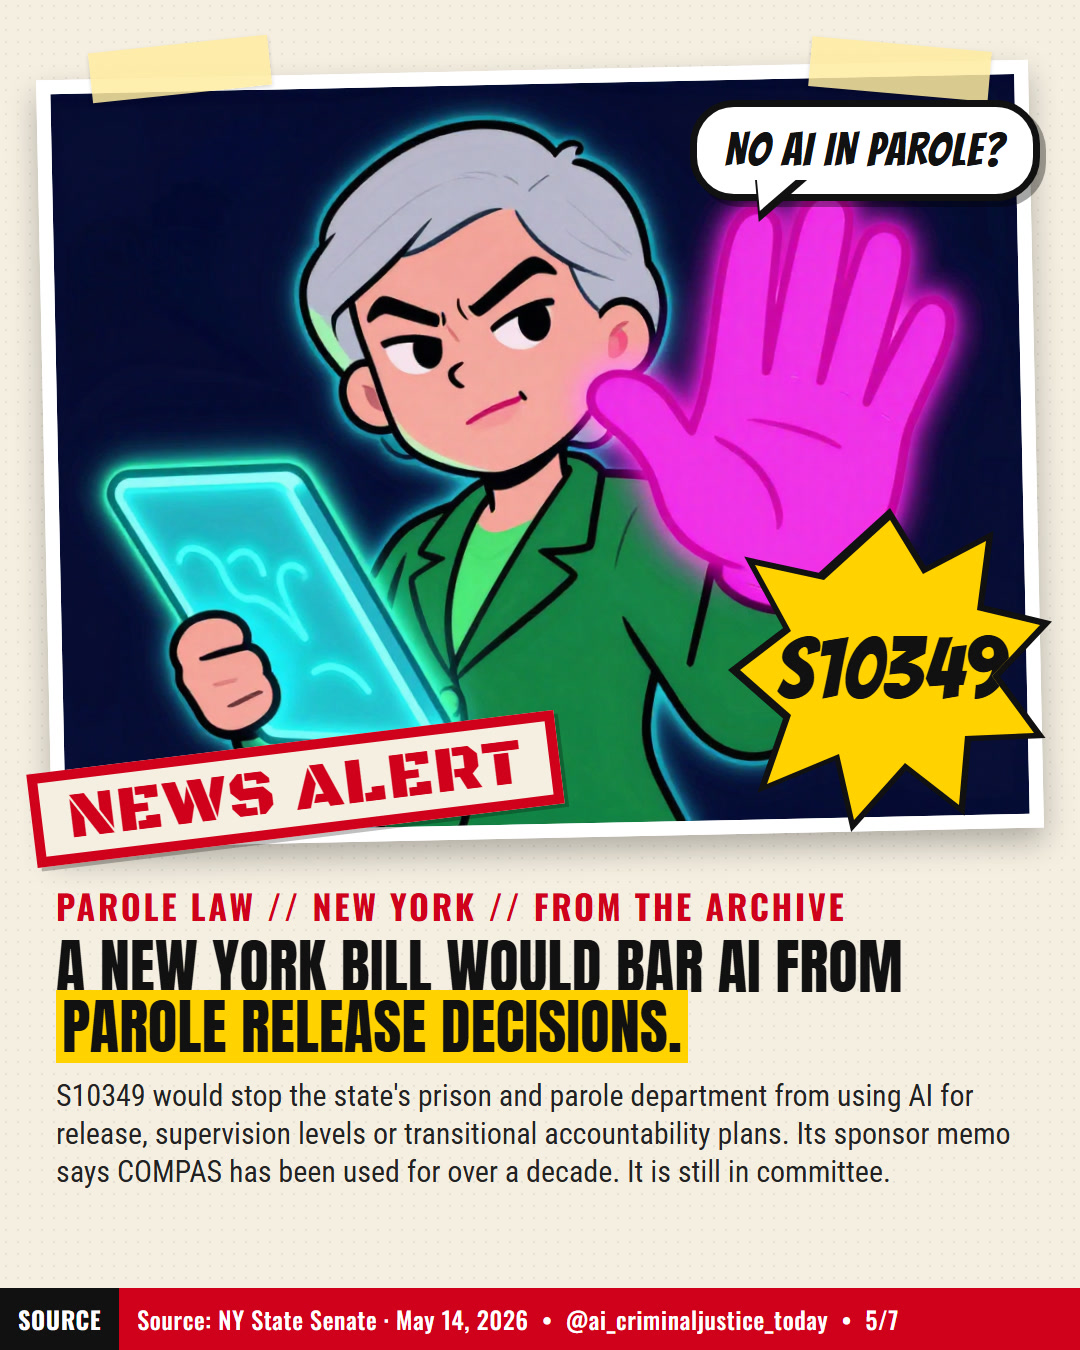 NO AI IN PAROLE?
S10349
NEWS ALERT
PAROLE LAW // NEW YORK // FROM THE ARCHIVE
A NEW YORK BILL WOULD BAR AI FROM
PAROLE RELEASE DECISIONS.
S10349 would stop the state's prison and parole department from using AI for
release, supervision levels or transitional accountability plans. Its sponsor memo
says COMPAS has been used for over a decade. It is still in committee.
SOURCE Source: NY State Senate · May 14, 2026 • @ai_criminaljustice_today • 5/7